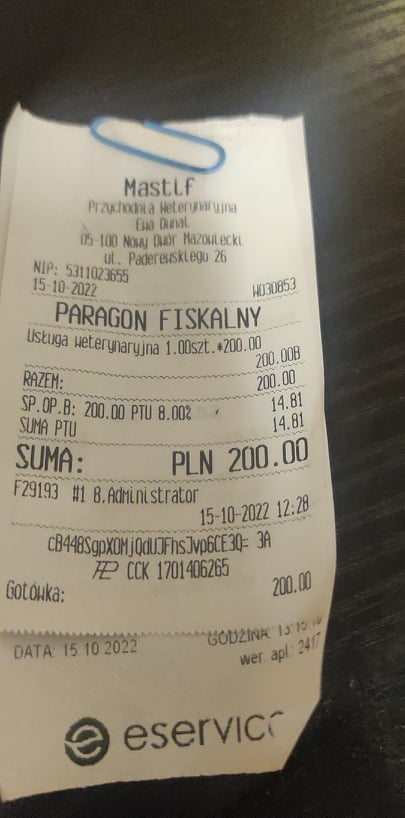 Mastif
Przychodnia Weterynaryjna
Ewa Dunal
05-100 Nowy Dwór Mazowiecki
ul. Paderewskiego 26
NIP: 5311023655
15-10-2022 W030853
PARAGON FISKALNY
Usługa weterynaryjna 1.00szt.*200.00
200.00B
RAZEM: 200.00
SP.OP.B: 200.00 PTU 8.00% 14.81
SUMA PTU 14.81
SUMA: PLN 200.00
F29193 #1 8.Administrator
15-10-2022 12:28
3A
CCK 1701406265
Gotówka: 200.00
DATA 15 10 2022 GODZINA
wer apl. 2417
eservice